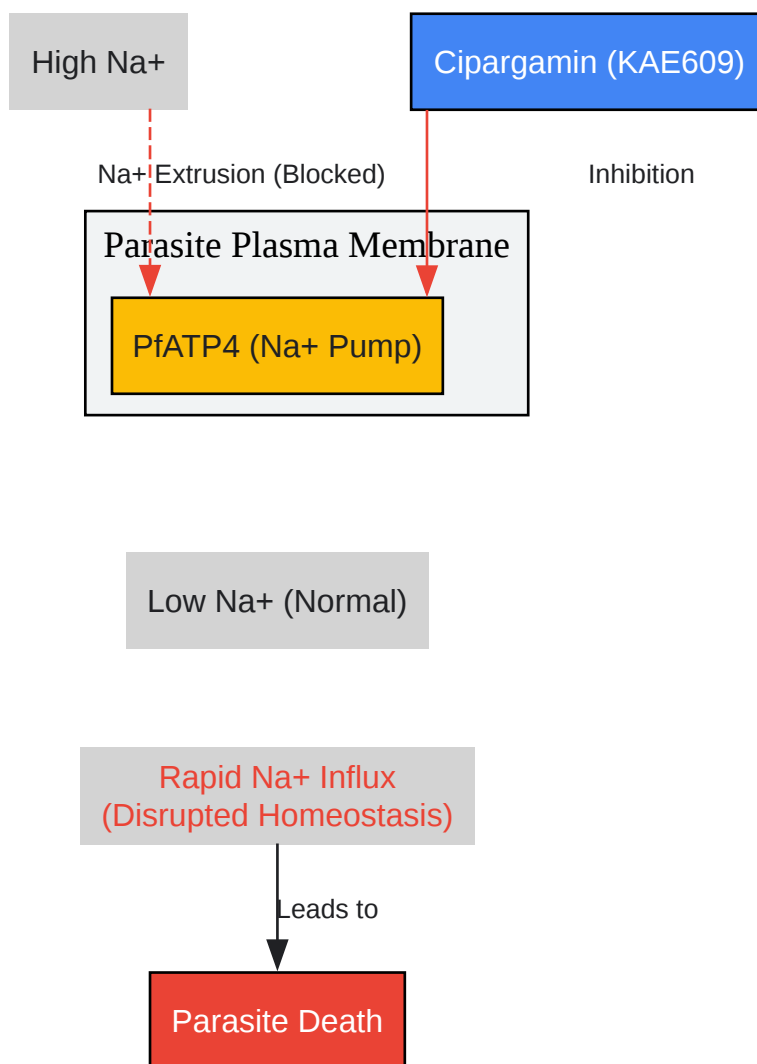 High Na+
Cipargamin (KAE609)
Na+ Extrusion (Blocked)
Inhibition
Parasite Plasma Membrane
PfATP4 (Na+ Pump)
Low Na+ (Normal)
Rapid Na+ Influx
(Disrupted Homeostasis)
Leads to
Parasite Death